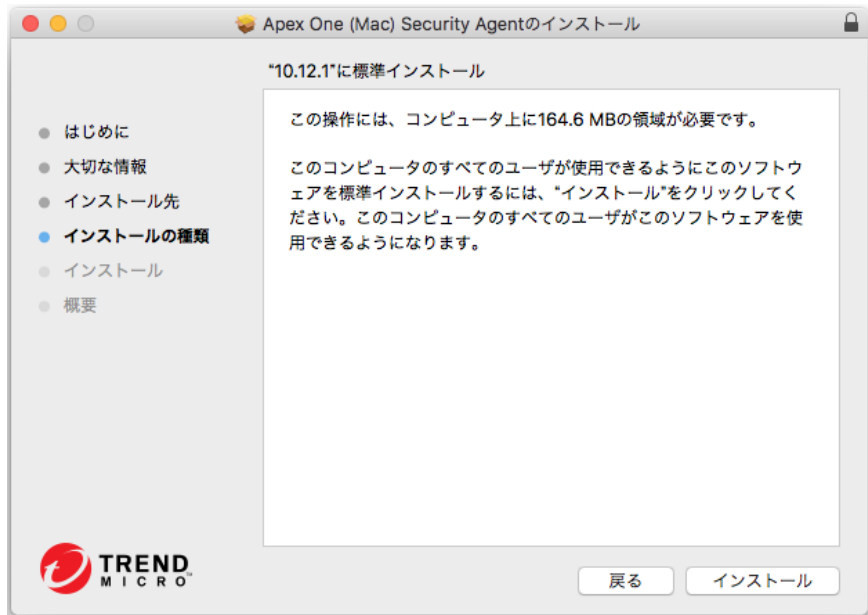 Apex One (Mac) Security Agentのインストール
“10.12.1”に標準インストール
はじめに
大切な情報
インストール先
インストールの種類
インストール
概要
この操作には、コンピュータ上に164.6 MBの領域が必要です。
このコンピュータのすべてのユーザが使用できるようにこのソフトウ
ェアを標準インストールするには、“インストール”をクリックしてく
ださい。このコンピュータのすべてのユーザがこのソフトウェアを使
用できるようになります。
TREND
MICRO™
戻る
インストール